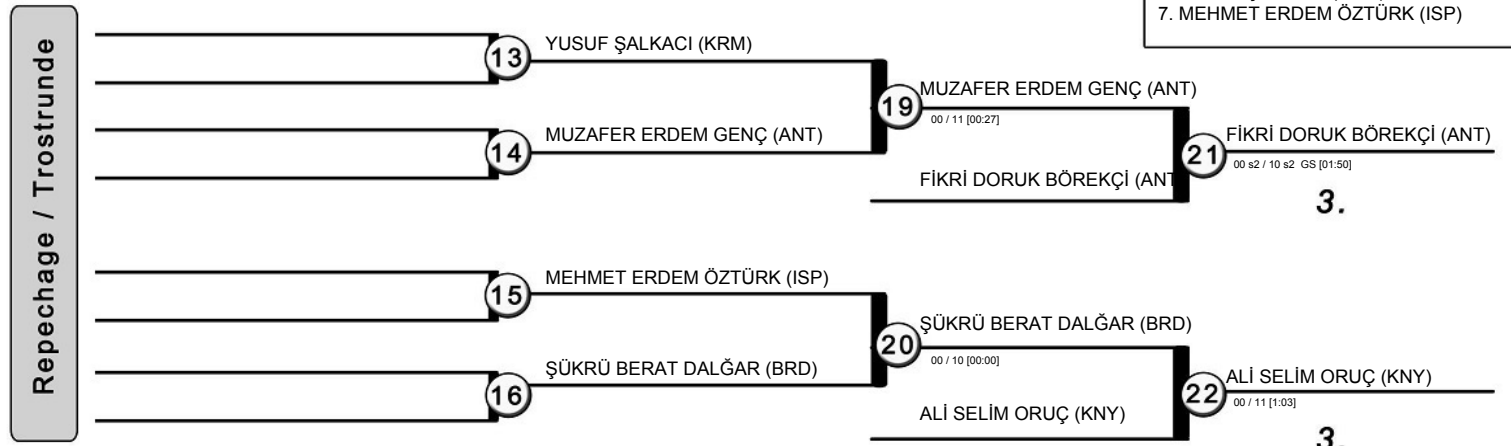 7. MEHMET ERDEM ÖZTÜRK (ISP)
Repechage / Trostrunde
13
YUSUF ŞALKACI (KRM)
19
MUZAFER ERDEM GENÇ (ANT)
00 / 11 [00:27]
14
MUZAFER ERDEM GENÇ (ANT)
21
FİKRİ DORUK BÖREKÇİ (ANT)
00 s2 / 10 s2 GS [01:50]
FİKRİ DORUK BÖREKÇİ (ANT
3.
15
MEHMET ERDEM ÖZTÜRK (ISP)
20
ŞÜKRÜ BERAT DALĞAR (BRD)
00 / 10 [00:00]
16
ŞÜKRÜ BERAT DALĞAR (BRD)
22
ALİ SELİM ORUÇ (KNY)
00 / 11 [1:03]
ALİ SELİM ORUÇ (KNY)
3.